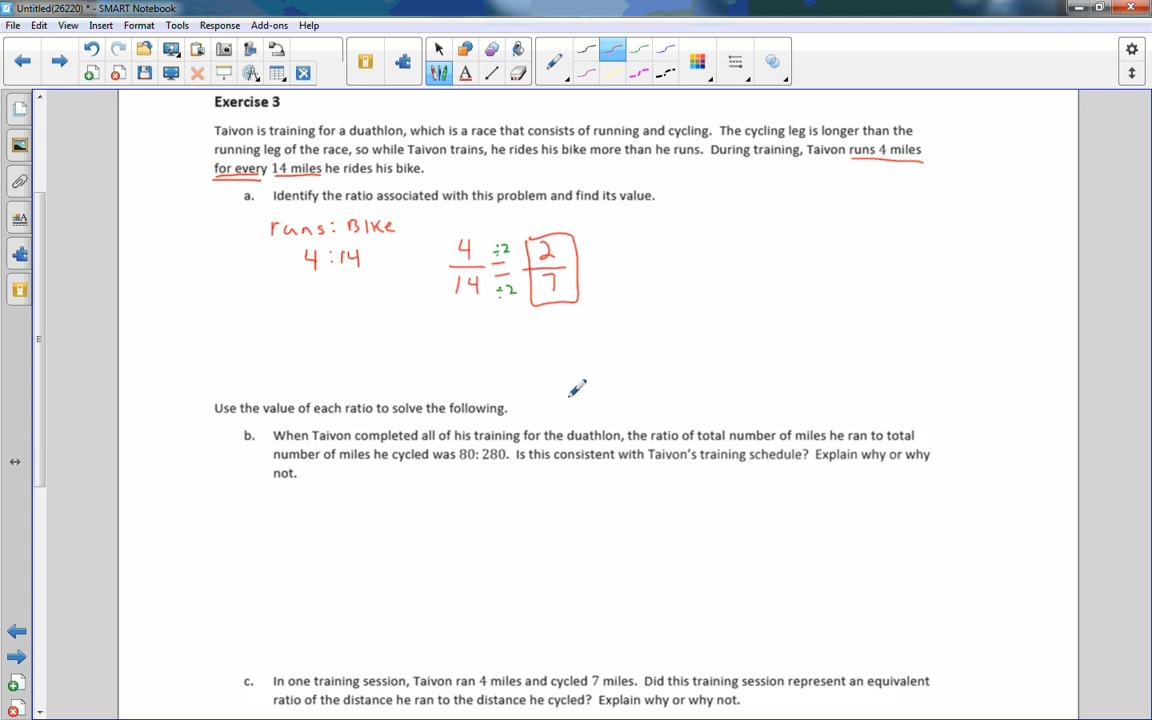 Untitled(26220) * - SMART Notebook
File Edit View Insert Format Tools Response Add-ons Help
Exercise 3
Taivon is training for a duathlon, which is a race that consists of running and cycling. The cycling leg is longer than the
running leg of the race, so while Taivon trains, he rides his bike more than he runs. During training, Taivon runs 4 miles
for every 14 miles he rides his bike.
a. Identify the ratio associated with this problem and find its value.
runs: Bike
4 : 14
4/14 ÷2 = ÷2 2/7
Use the value of each ratio to solve the following.
b. When Taivon completed all of his training for the duathlon, the ratio of total number of miles he ran to total
number of miles he cycled was 80: 280. Is this consistent with Taivon's training schedule? Explain why or why
not.
c. In one training session, Taivon ran 4 miles and cycled 7 miles. Did this training session represent an equivalent
ratio of the distance he ran to the distance he cycled? Explain why or why not.